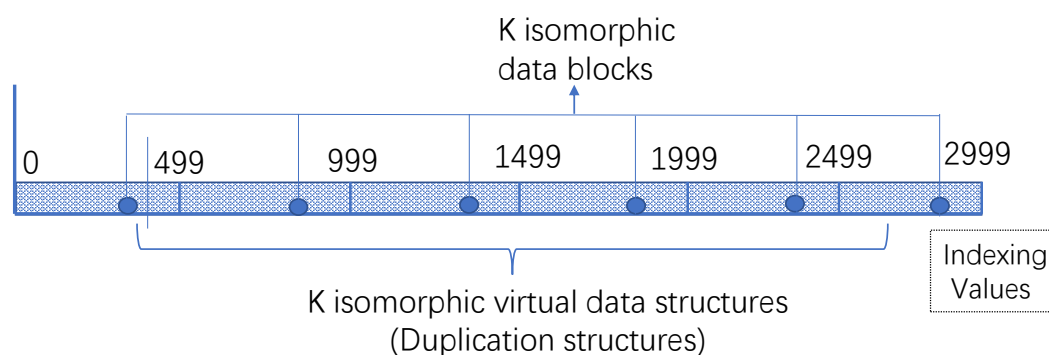 K isomorphic
data blocks
0 499 999 1499 1999 2499 2999
Indexing
Values
K isomorphic virtual data structures
(Duplication structures)